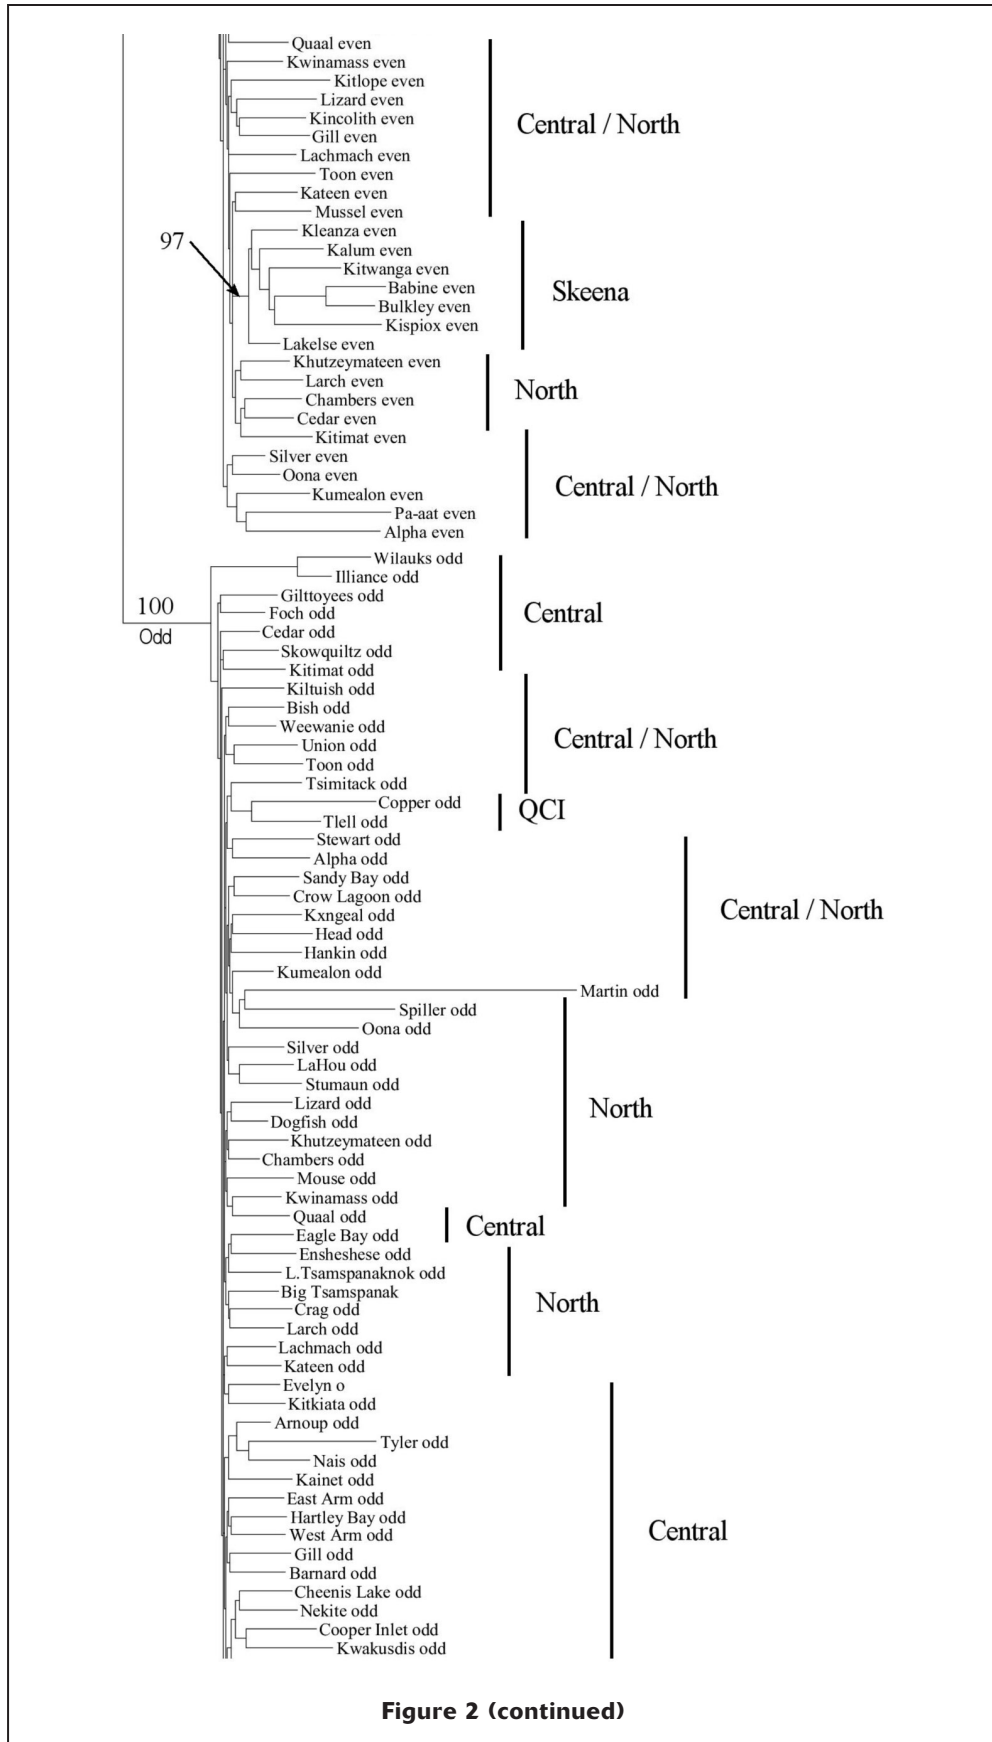 Quaal even
Kwinamass even
Kitlope even
Lizard even
Kincolith even
Gill even
Lachmach even
Toon even
Kateen even
Mussel even
Central / North
97
Kleanza even
Kalum even
Kitwanga even
Babine even
Bulkley even
Kispiox even
Lakelse even
Skeena
Khutzeymateen even
Larch even
Chambers even
Cedar even
Kitimat even
North
Silver even
Oona even
Kumealon even
Pa-aat even
Alpha even
Central / North
100
Odd
Wilauks odd
Illiance odd
Gilttoyees odd
Foch odd
Cedar odd
Skowquiltz odd
Kitimat odd
Central
Kiltuish odd
Bish odd
Weewanie odd
Union odd
Toon odd
Tsimitack odd
Central / North
Copper odd
Tlell odd
QCI
Stewart odd
Alpha odd
Sandy Bay odd
Crow Lagoon odd
Kxngeal odd
Head odd
Hankin odd
Kumealon odd
Martin odd
Central / North
Spiller odd
Oona odd
Silver odd
LaHou odd
Stumaun odd
Lizard odd
Dogfish odd
Khutzeymateen odd
Chambers odd
Mouse odd
Kwinamass odd
North
Quaal odd
Eagle Bay odd
Central
Ensheshese odd
L.Tsamspanaknok odd
Big Tsamspanak
Crag odd
Larch odd
Lachmach odd
Kateen odd
North
Evelyn o
Kitkiata odd
Arnoup odd
Tyler odd
Nais odd
Kainet odd
East Arm odd
Hartley Bay odd
West Arm odd
Gill odd
Barnard odd
Cheenis Lake odd
Nekite odd
Cooper Inlet odd
Kwakusdis odd
Central
Figure 2 (continued)